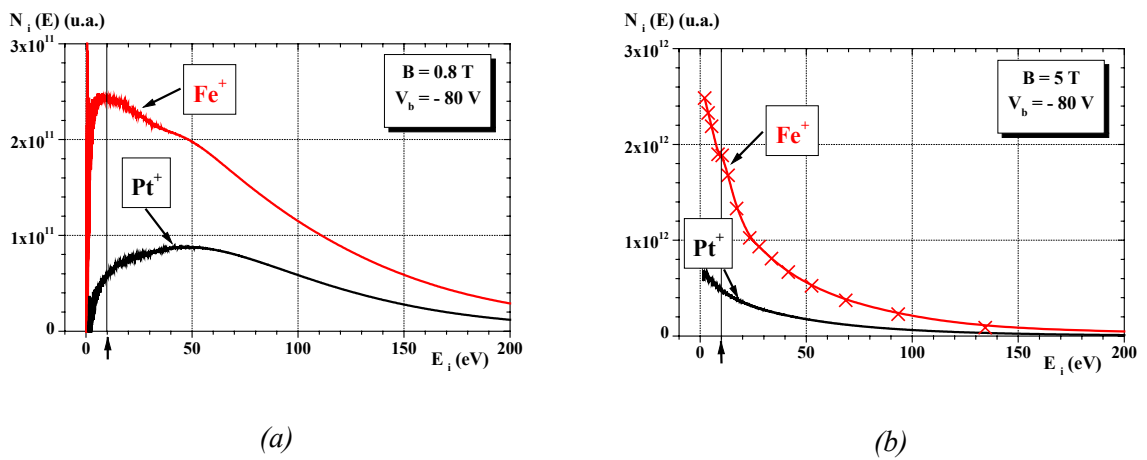 N i (E) (u.a.)
3x10^11
2x10^11
1x10^11
0
0 50 100 150 200
E i (eV)
B = 0.8 T
V b = - 80 V
Fe+
Pt+
(a)
N i (E) (u.a.)
3x10^12
2x10^12
1x10^12
0
0 50 100 150 200
E i (eV)
B = 5 T
V b = - 80 V
Fe+
Pt+
(b)